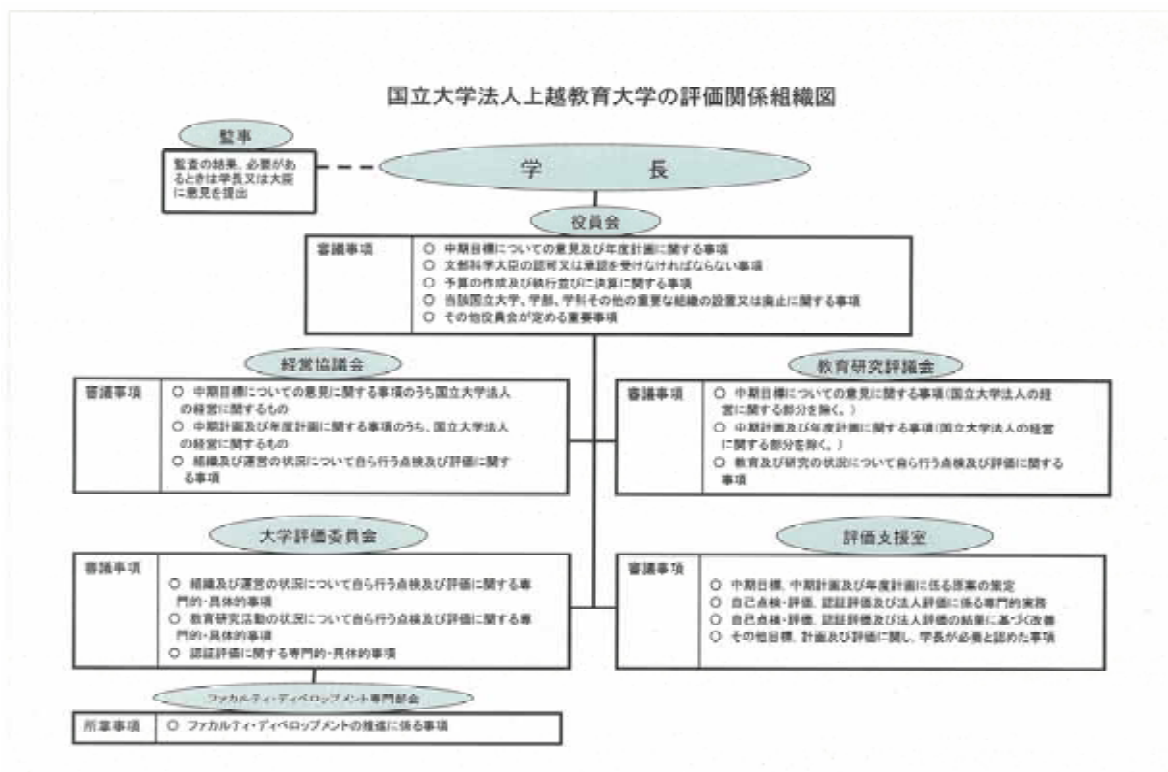 国立大学法人上越教育大学の評価関係組織図
監事
監査の結果、必要があ
るときは学長又は大臣
に意見を提出
学　長
役員会
審議事項
○ 中期目標についての意見及び年度計画に関する事項
○ 文部科学大臣の認可又は承認を受けなければならない事項
○ 予算の作成及び執行並びに決算に関する事項
○ 当該国立大学、学部、学科その他の重要な組織の設置又は廃止に関する事項
○ その他役員会が定める重要事項
経営協議会
審議事項
○ 中期目標についての意見に関する事項のうち国立大学法人
の経営に関するもの
○ 中期計画及び年度計画に関する事項のうち、国立大学法人
の経営に関するもの
○ 組織及び運営の状況について自ら行う点検及び評価に関す
る事項
教育研究評議会
審議事項
○ 中期目標についての意見に関する事項(国立大学法人の経
営に関する部分を除く。)
○ 中期計画及び年度計画に関する事項(国立大学法人の経営
に関する部分を除く。)
○ 教育及び研究の状況について自ら行う点検及び評価に関する
事項
大学評価委員会
審議事項
○ 組織及び運営の状況について自ら行う点検及び評価に関する専
門的・具体的事項
○ 教育研究活動の状況について自ら行う点検及び評価に関する専
門的・具体的事項
○ 認証評価に関する専門的・具体的事項
評価支援室
審議事項
○ 中期目標、中期計画及び年度計画に係る原案の策定
○ 自己点検・評価、認証評価及び法人評価に係る専門的実務
○ 自己点検・評価、認証評価及び法人評価の結果に基づく改善
○ その他目標、計画及び評価に関し、学長が必要と認めた事項
ファカルティ・ディベロップメント専門部会
所掌事項
○ ファカルティ・ディベロップメントの推進に係る事項